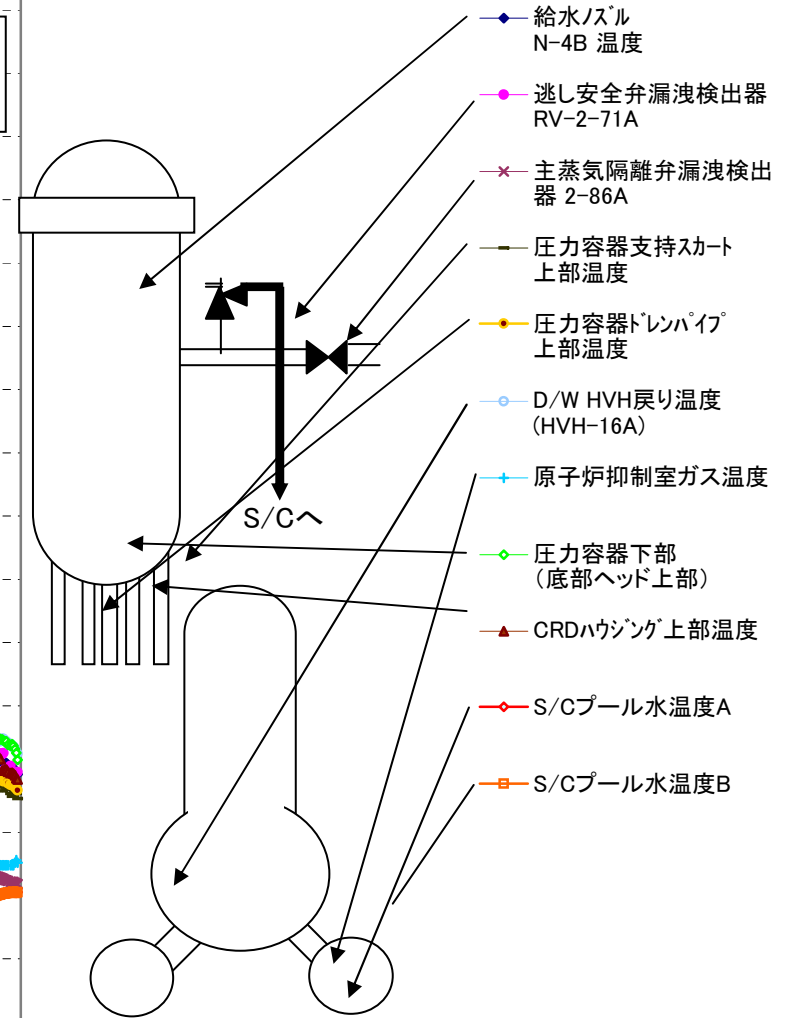 給水ノズル
N-4B 温度
逃し安全弁漏洩検出器
RV-2-71A
主蒸気隔離弁漏洩検出
器 2-86A
圧力容器支持スカート
上部温度
圧力容器ドレンパイプ
上部温度
D/W HVH戻り温度
(HVH-16A)
原子炉抑制室ガス温度
S/Cへ
圧力容器下部
（底部ヘッド上部）
CRDハウジング上部温度
S/Cプール水温度A
S/Cプール水温度B